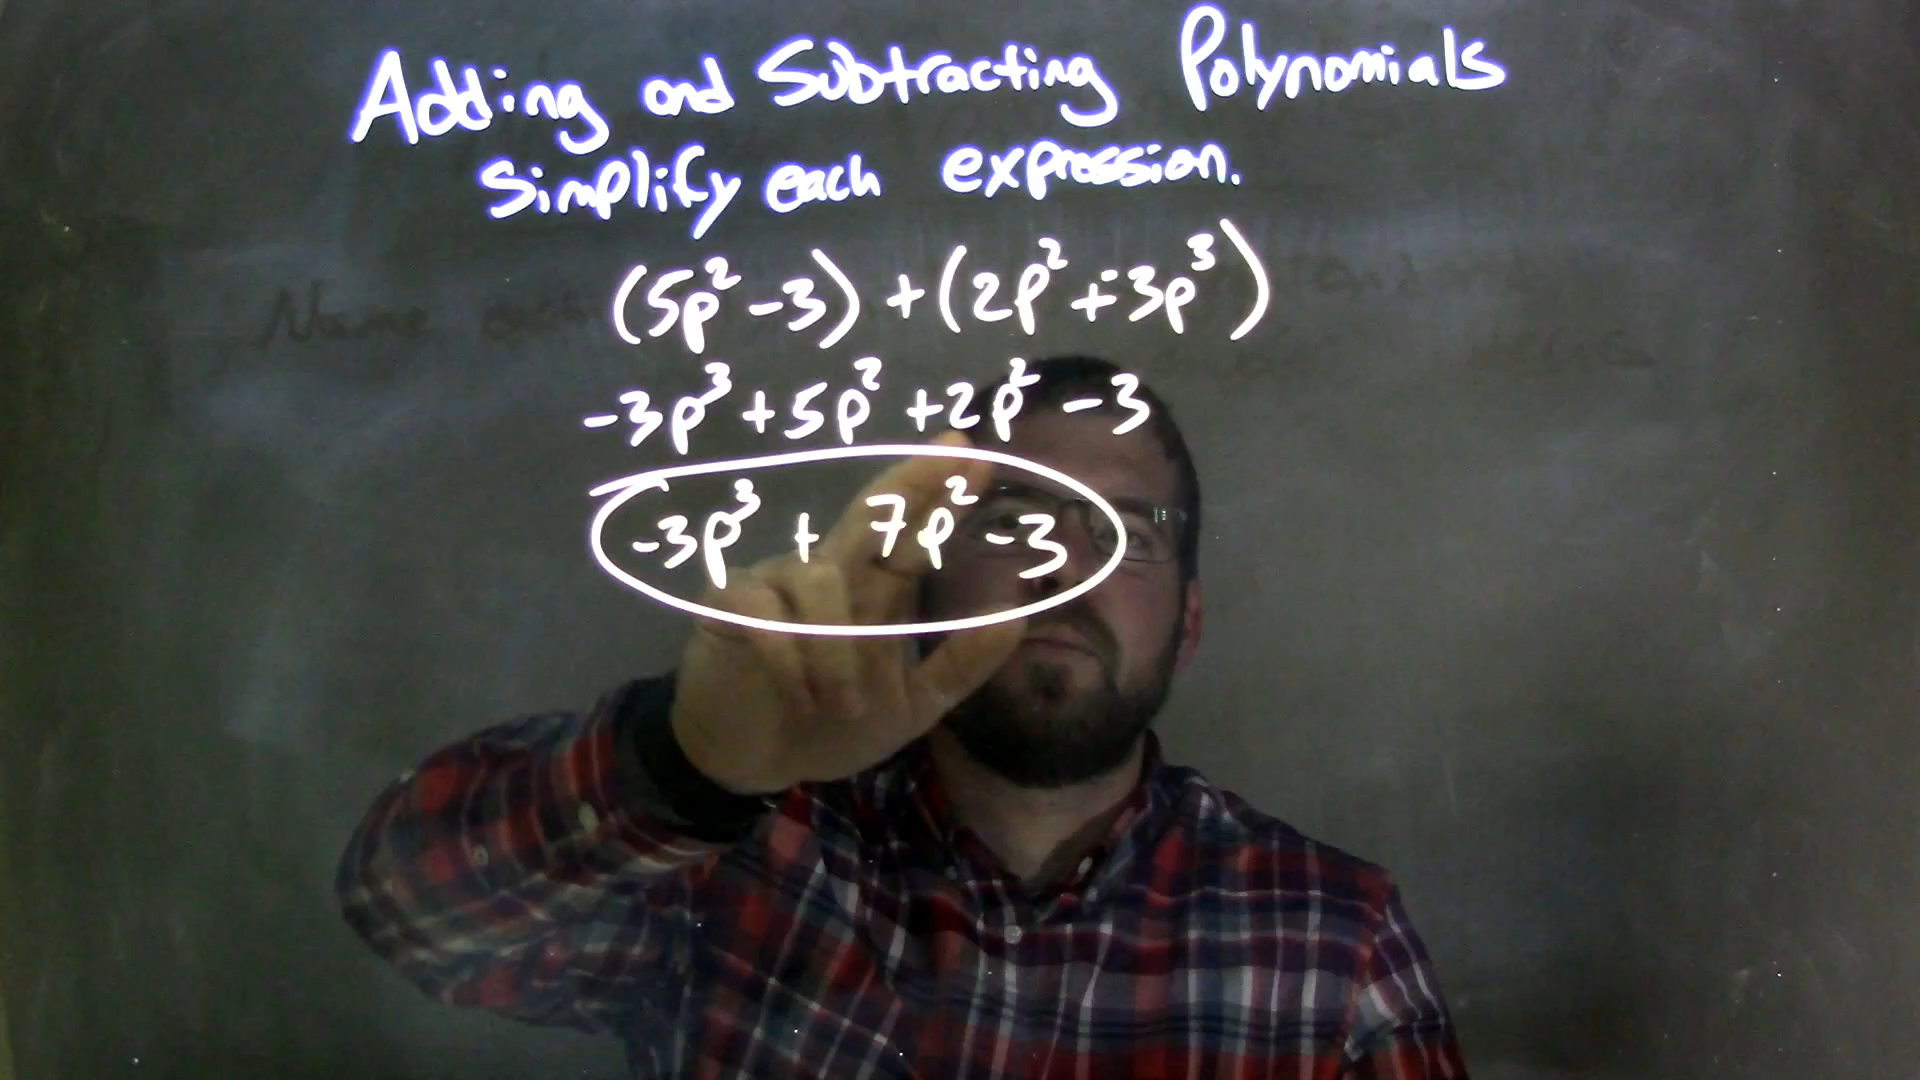 Adding and Subtracting Polynomials
Simplify each expression.
(5p² -3) + (2p² + -3p³)
-3p³ +5p² +2p² -3
-3p³ + 7p² -3